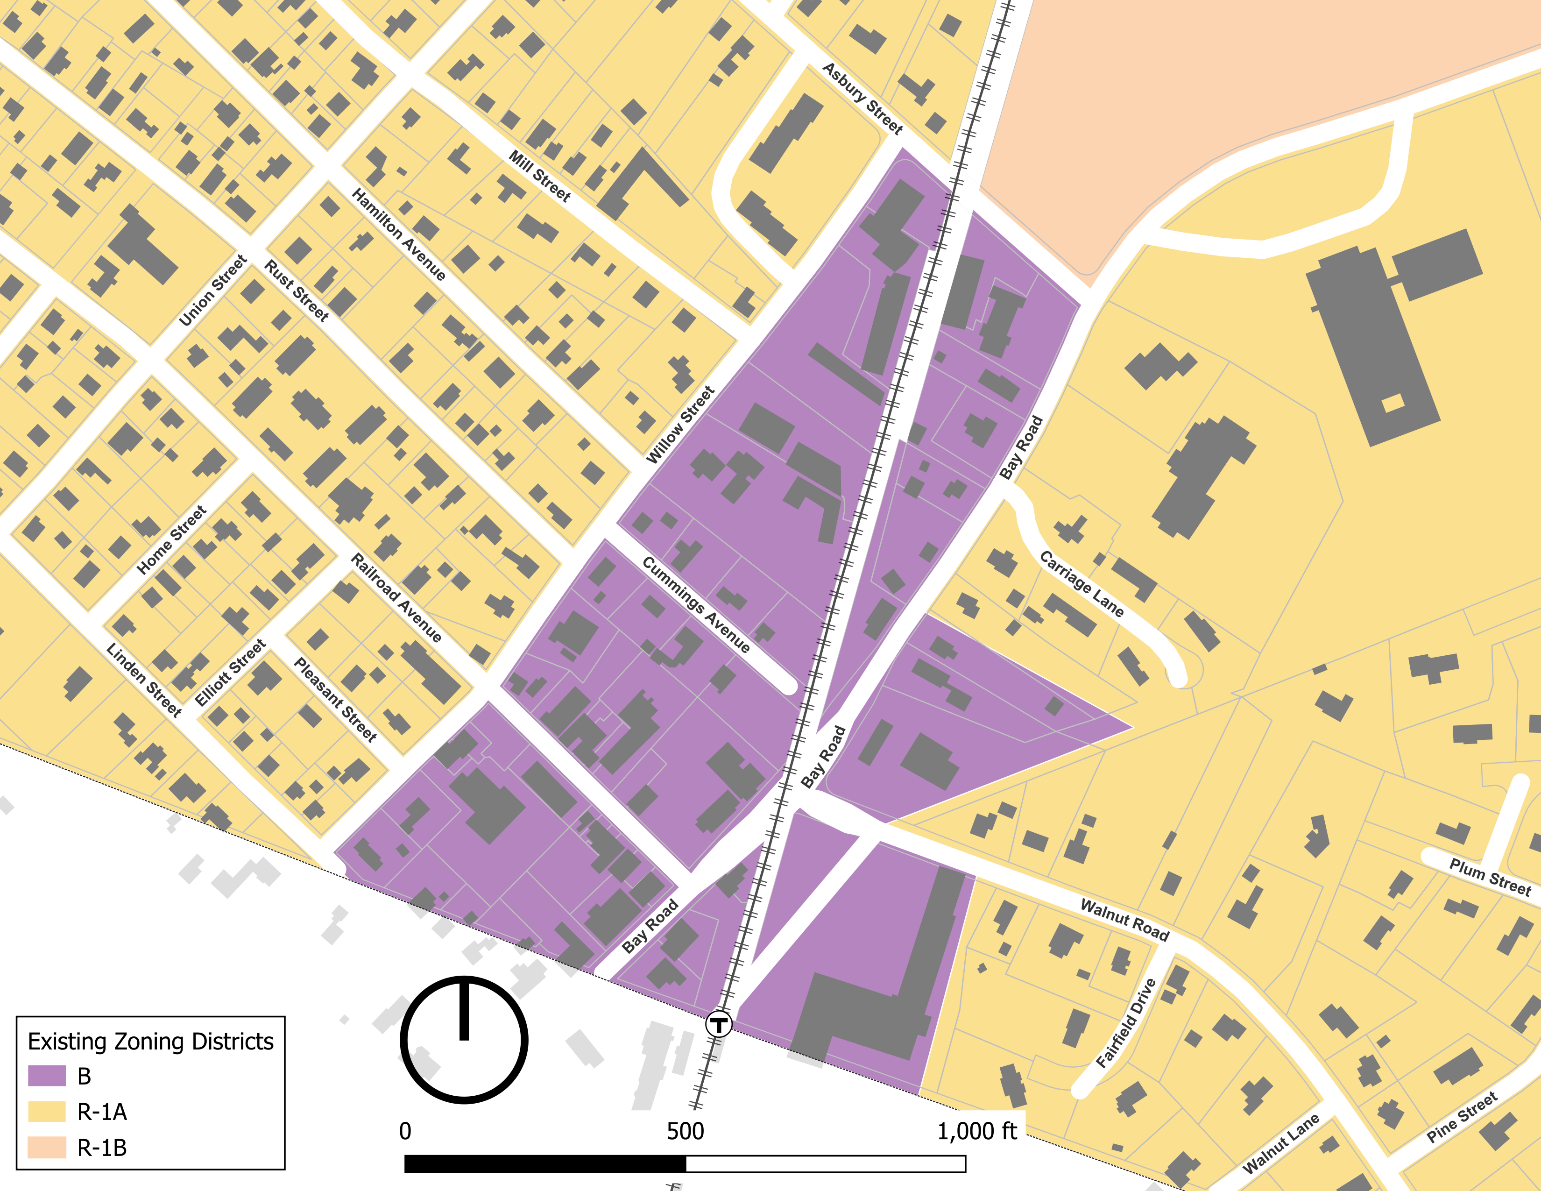 Asbury Street
Mill Street
Hamilton Avenue
Union Street
Rust Street
Willow Street
Bay Road
Home Street
Cummings Avenue
Carriage Lane
Railroad Avenue
Linden Street
Elliott Street
Pleasant Street
Bay Road
Plum Street
Bay Road
Walnut Road
Fairfield Drive
T
Pine Street
Walnut Lane
Existing Zoning Districts
B
R-1A
R-1B
0 500 1,000 ft